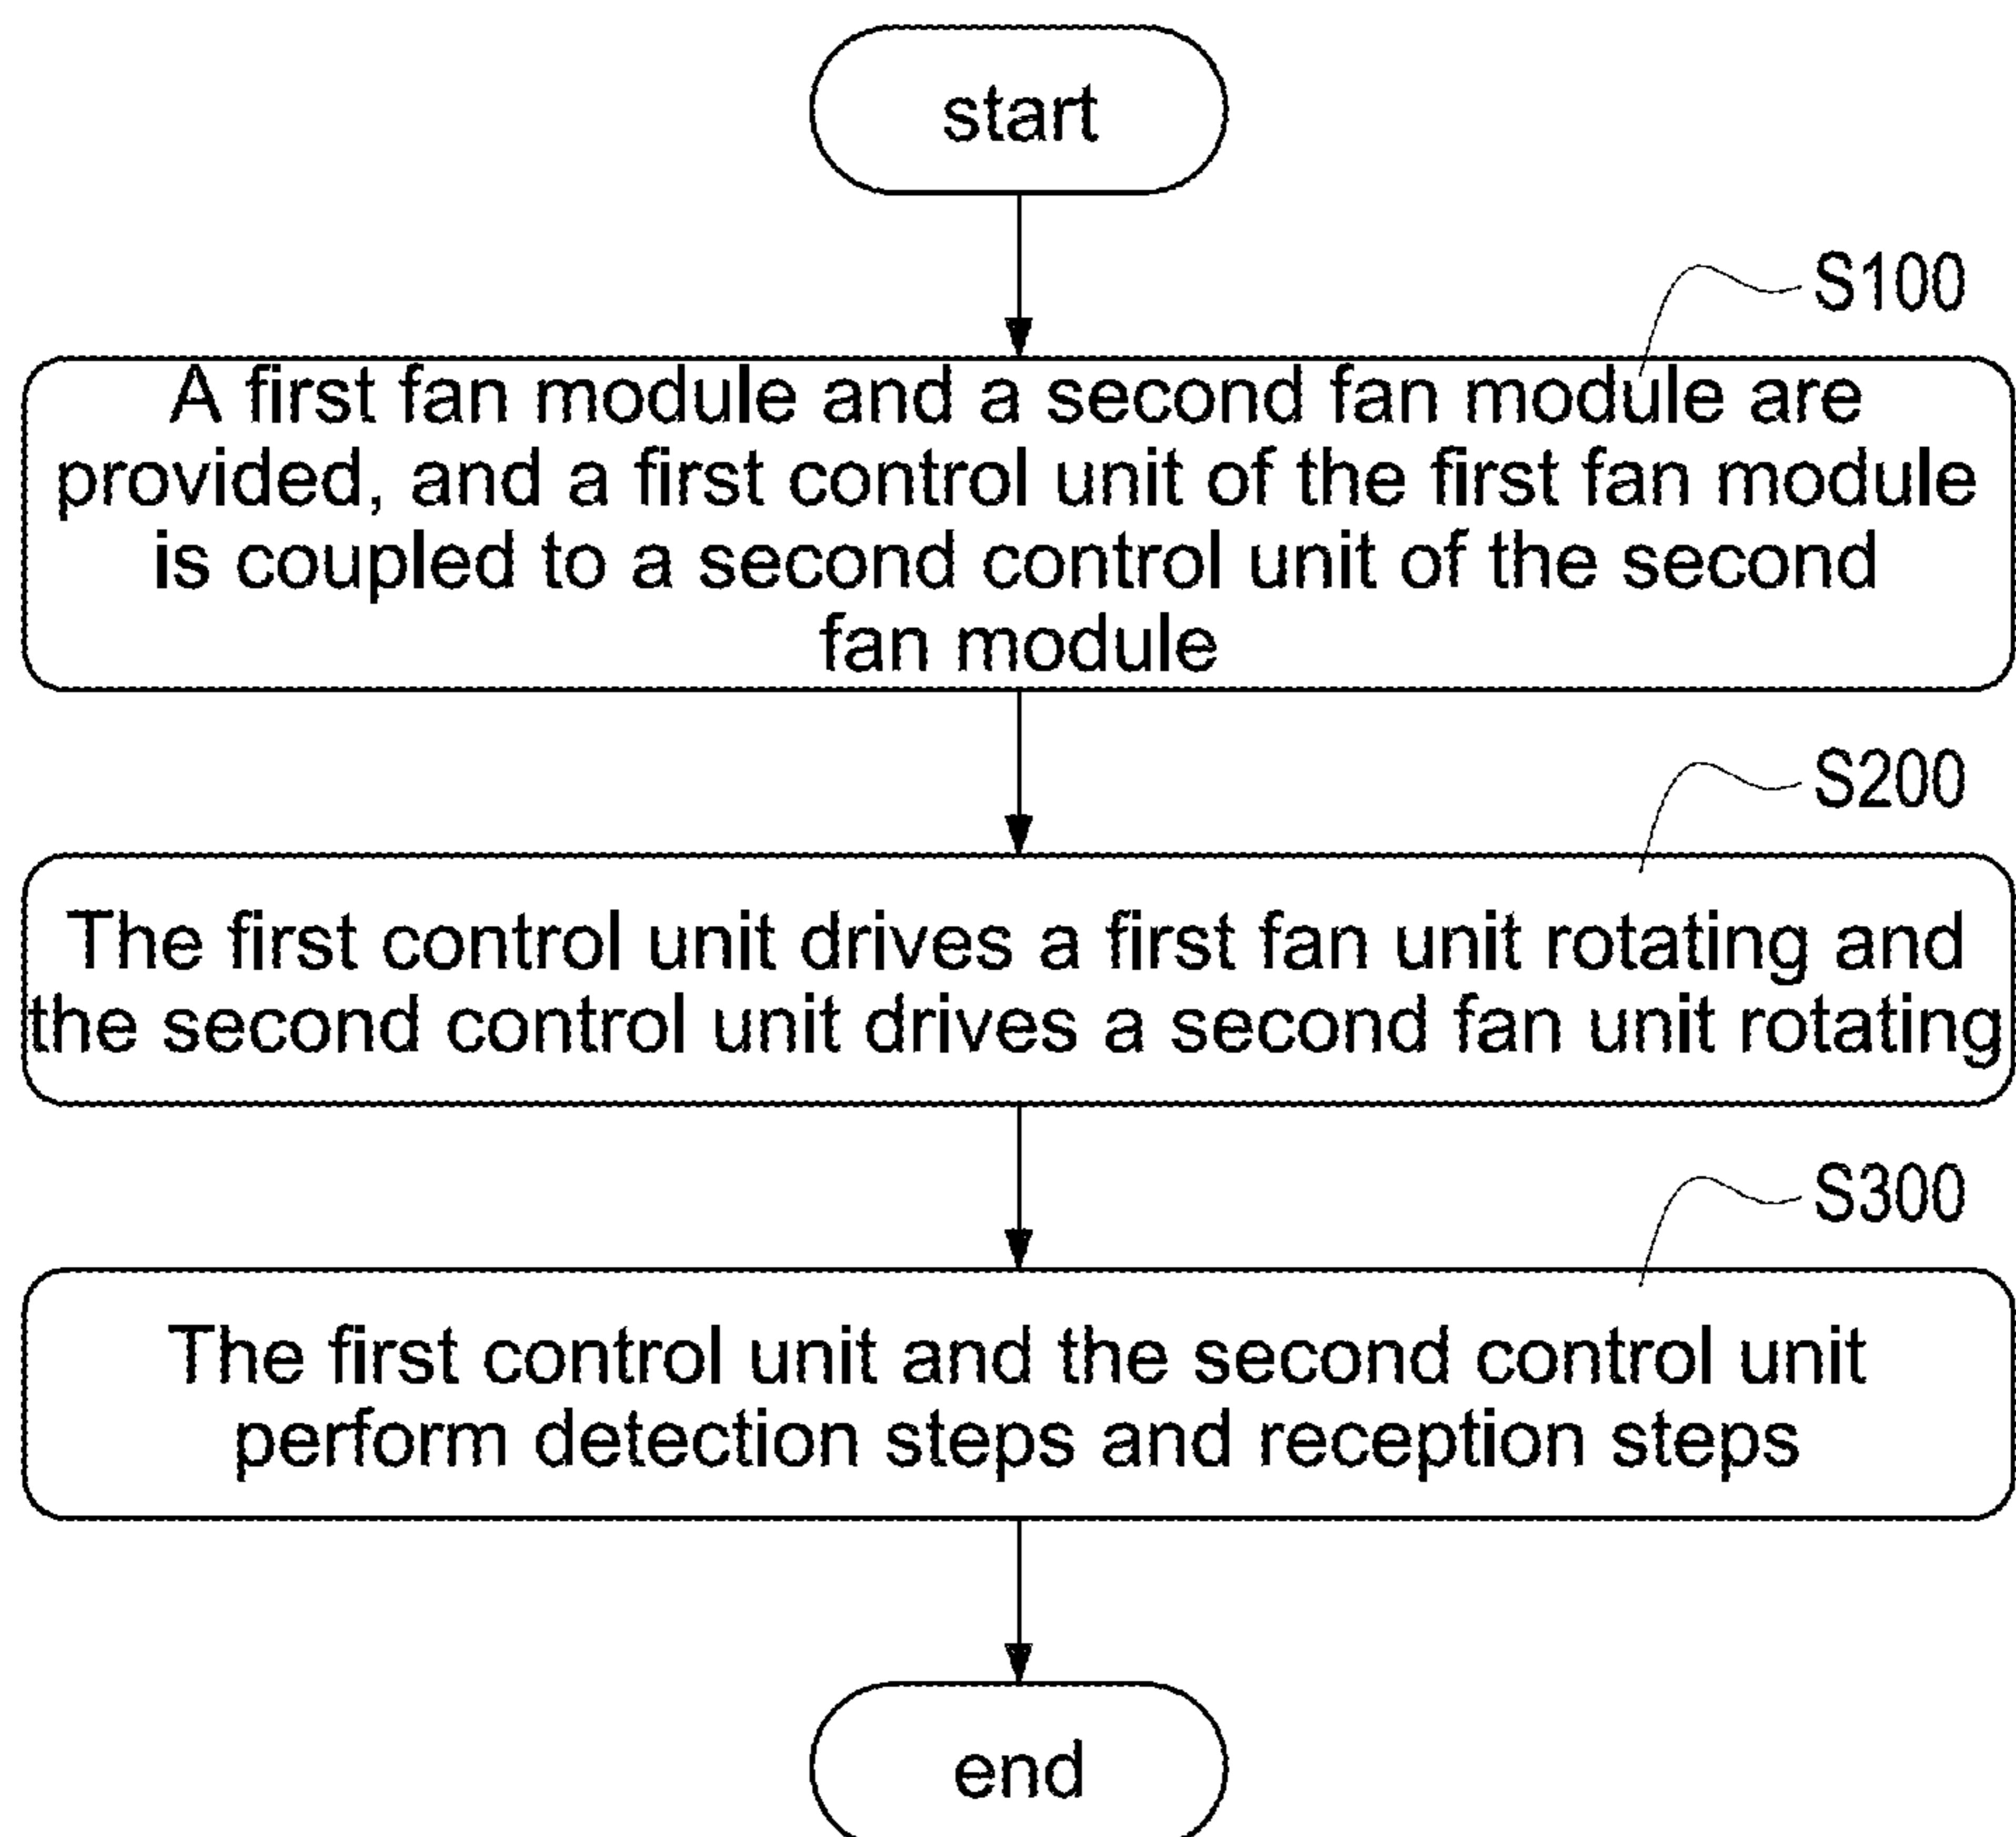 start
S100
A first fan module and a second fan module are
provided, and a first control unit of the first fan module
is coupled to a second control unit of the second
fan module
S200
The first control unit drives a first fan unit rotating and
the second control unit drives a second fan unit rotating
S300
The first control unit and the second control unit
perform detection steps and reception steps
end